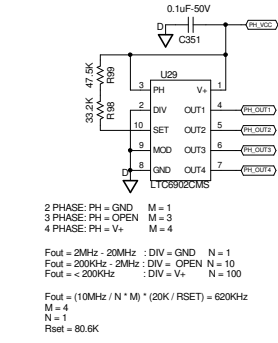 0.1uF-50V
D
C351
PH_VCC
47.5K
R99
33.2K
R98
U29
3
PH
V+
1
2
DIV
OUT1
4
PH_OUT1
10
SET
OUT2
5
PH_OUT2
9
MOD
OUT3
6
PH_OUT3
8
GND
OUT4
7
PH_OUT4
D
LTC6902CMS
2 PHASE: PH = GND M = 1
3 PHASE: PH = OPEN M = 3
4 PHASE: PH = V+ M = 4
Fout = 2MHz - 20MHz : DIV = GND N = 1
Fout = 200KHz - 2MHz : DIV = OPEN N = 10
Fout = < 200KHz : DIV = V+ N = 100
Fout = (10MHz / N * M) * (20K / RSET) = 620KHz
M = 4
N = 1
Rset = 80.6K